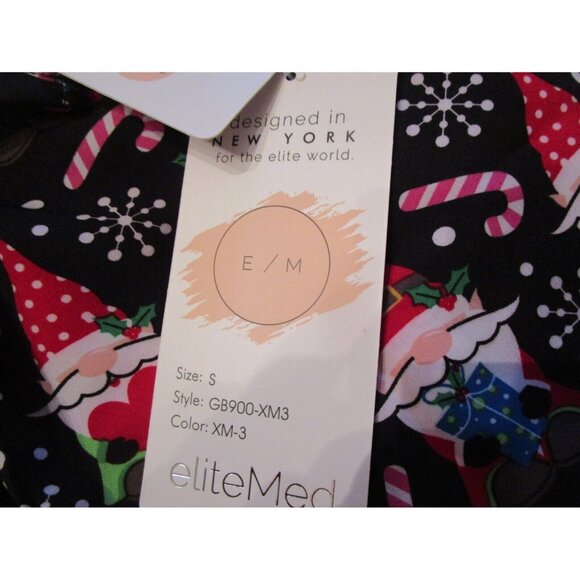 designed in
NEW YORK
for the elite world.
E / M
Size: S
Style: GB900-XM3
Color: XM-3
eliteMed